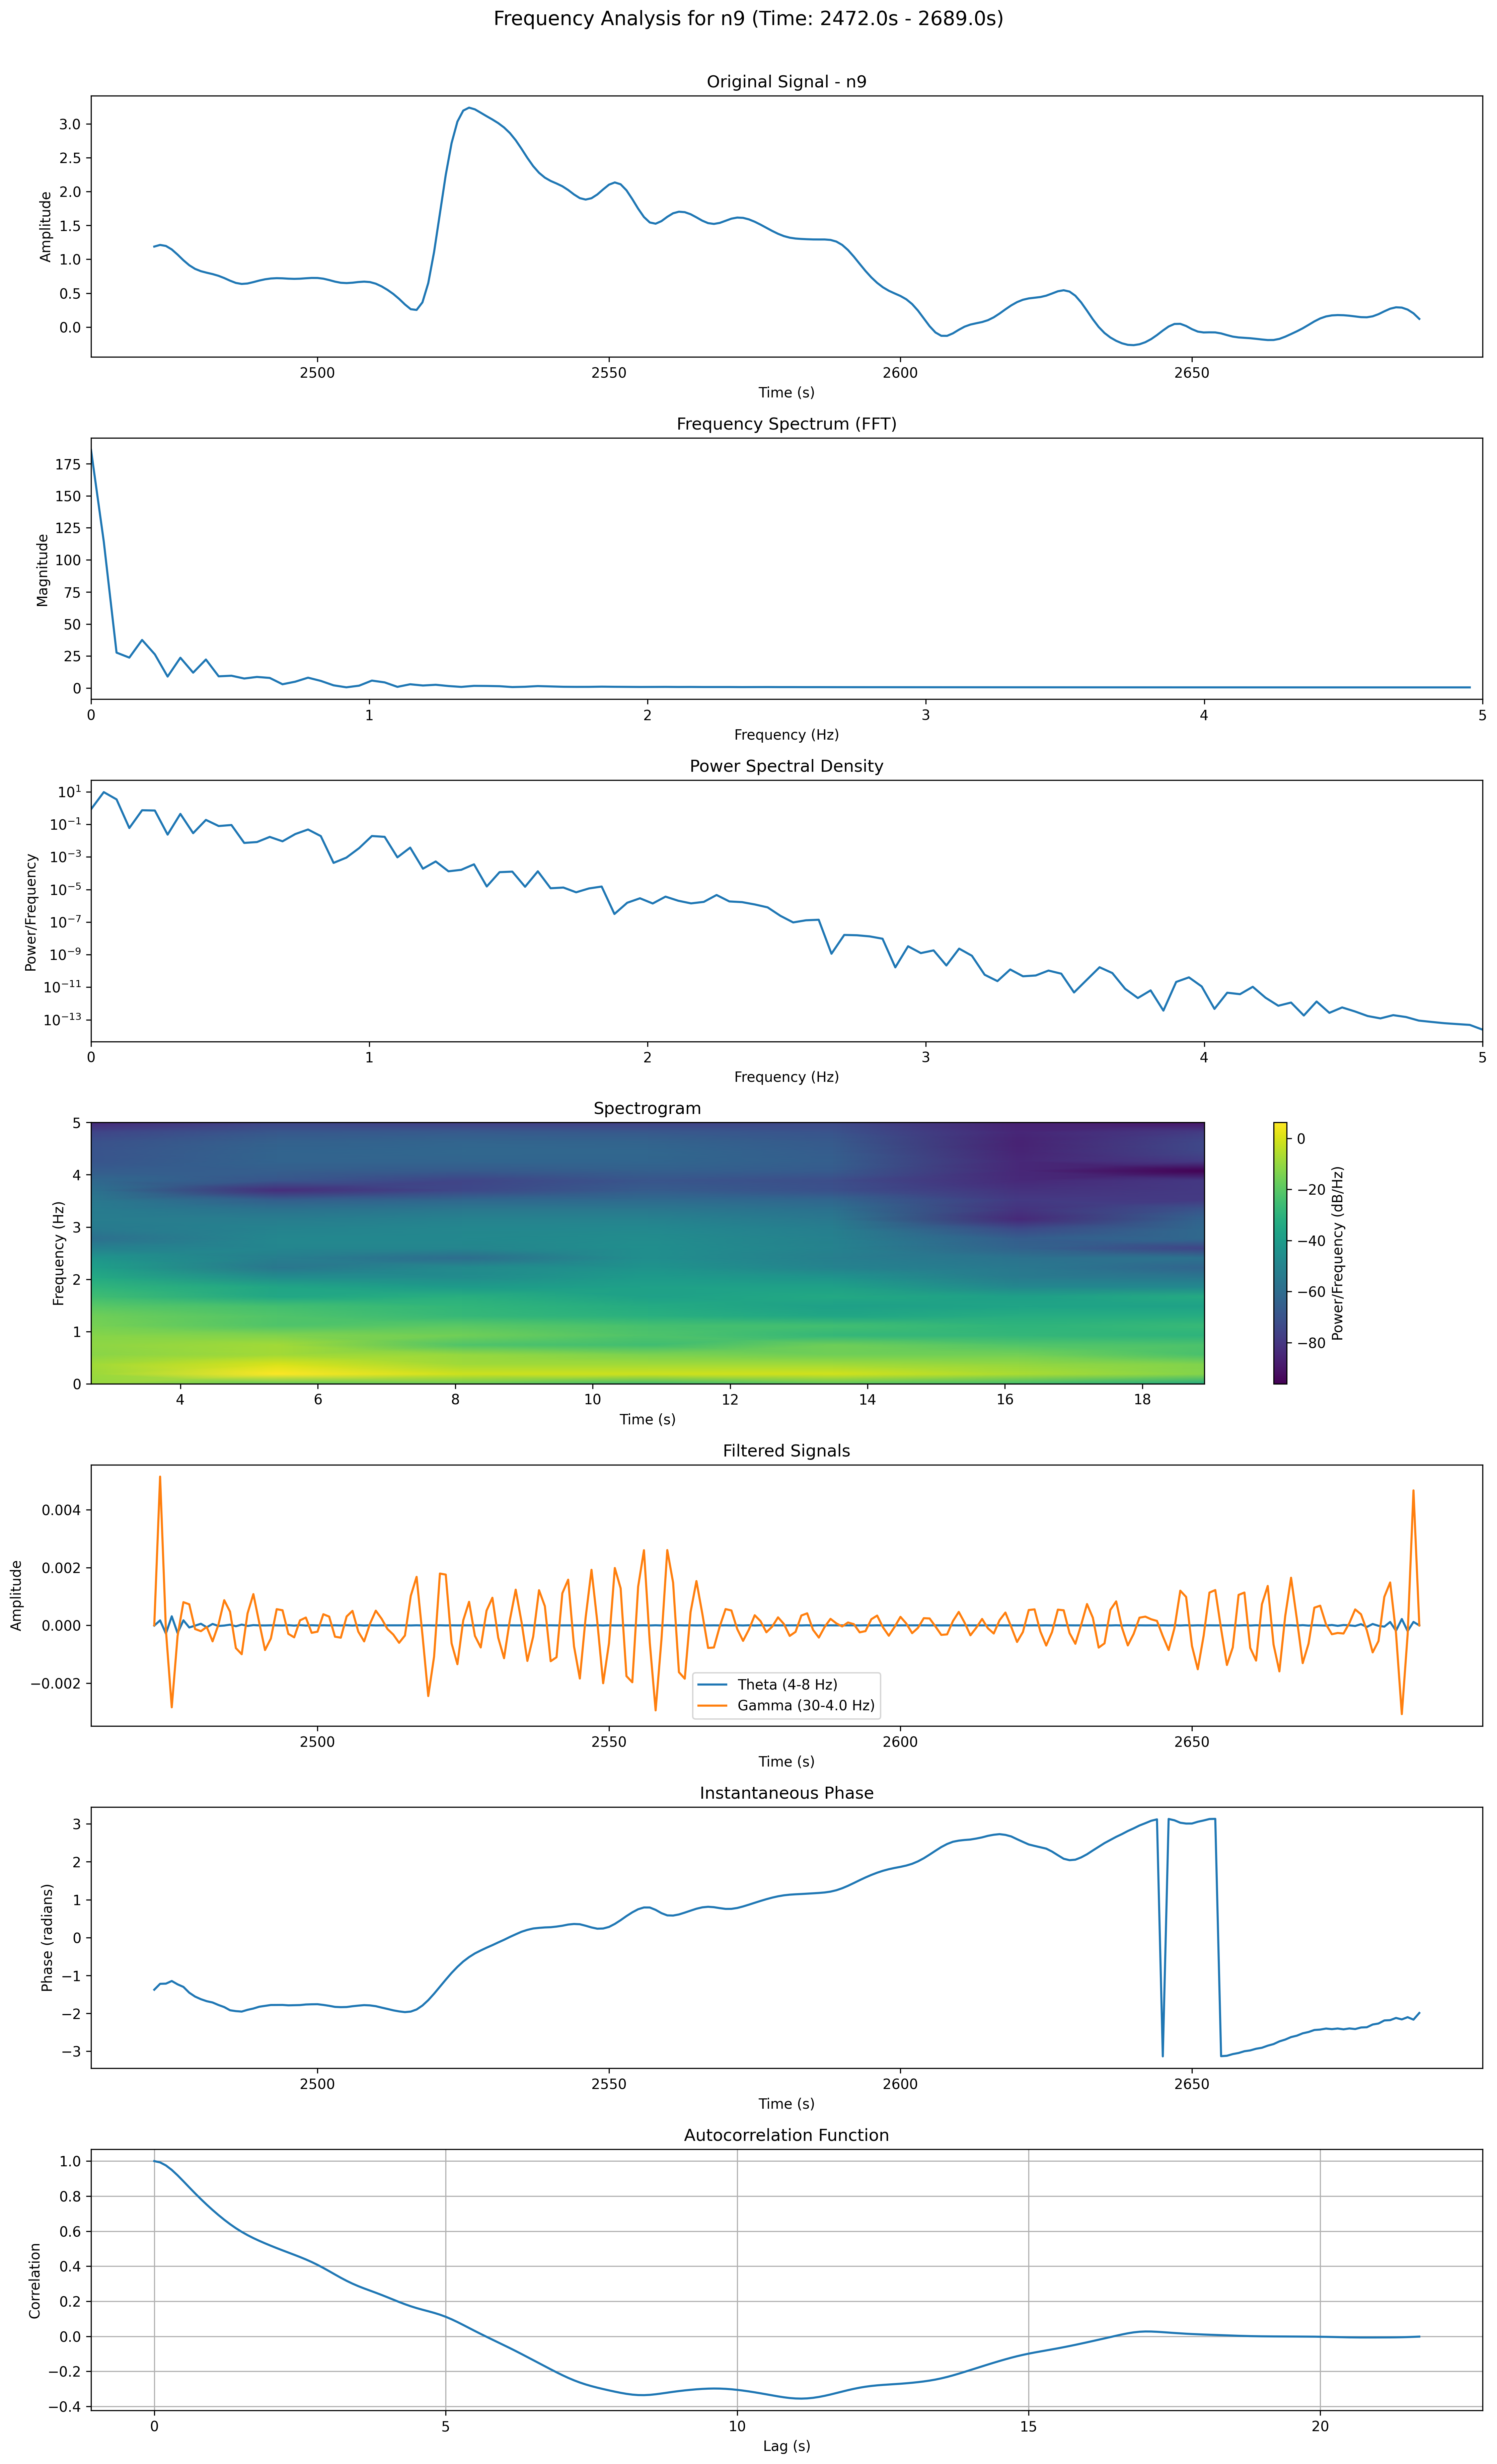 Frequency Analysis for n9 (Time: 2472.0s - 2689.0s)
Original Signal - n9
Amplitude
3.0
2.5
2.0
1.5
1.0
0.5
0.0
2500 2550 2600 2650
Time (s)
Frequency Spectrum (FFT)
Magnitude
175
150
125
100
75
50
25
0
0 1 2 3 4 5
Frequency (Hz)
Power Spectral Density
Power/Frequency
10¹
10⁻¹
10⁻³
10⁻⁵
10⁻⁷
10⁻⁹
10⁻¹¹
10⁻¹³
0 1 2 3 4 5
Frequency (Hz)
Spectrogram
Frequency (Hz)
5
4
3
2
1
0
4 6 8 10 12 14 16 18
Time (s)
0
−20
−40
−60
−80
Power/Frequency (dB/Hz)
Filtered Signals
Amplitude
0.004
0.002
0.000
−0.002
Theta (4-8 Hz)
Gamma (30-4.0 Hz)
2500 2550 2600 2650
Time (s)
Instantaneous Phase
Phase (radians)
3
2
1
0
−1
−2
−3
2500 2550 2600 2650
Time (s)
Autocorrelation Function
Correlation
1.0
0.8
0.6
0.4
0.2
0.0
−0.2
−0.4
0 5 10 15 20
Lag (s)